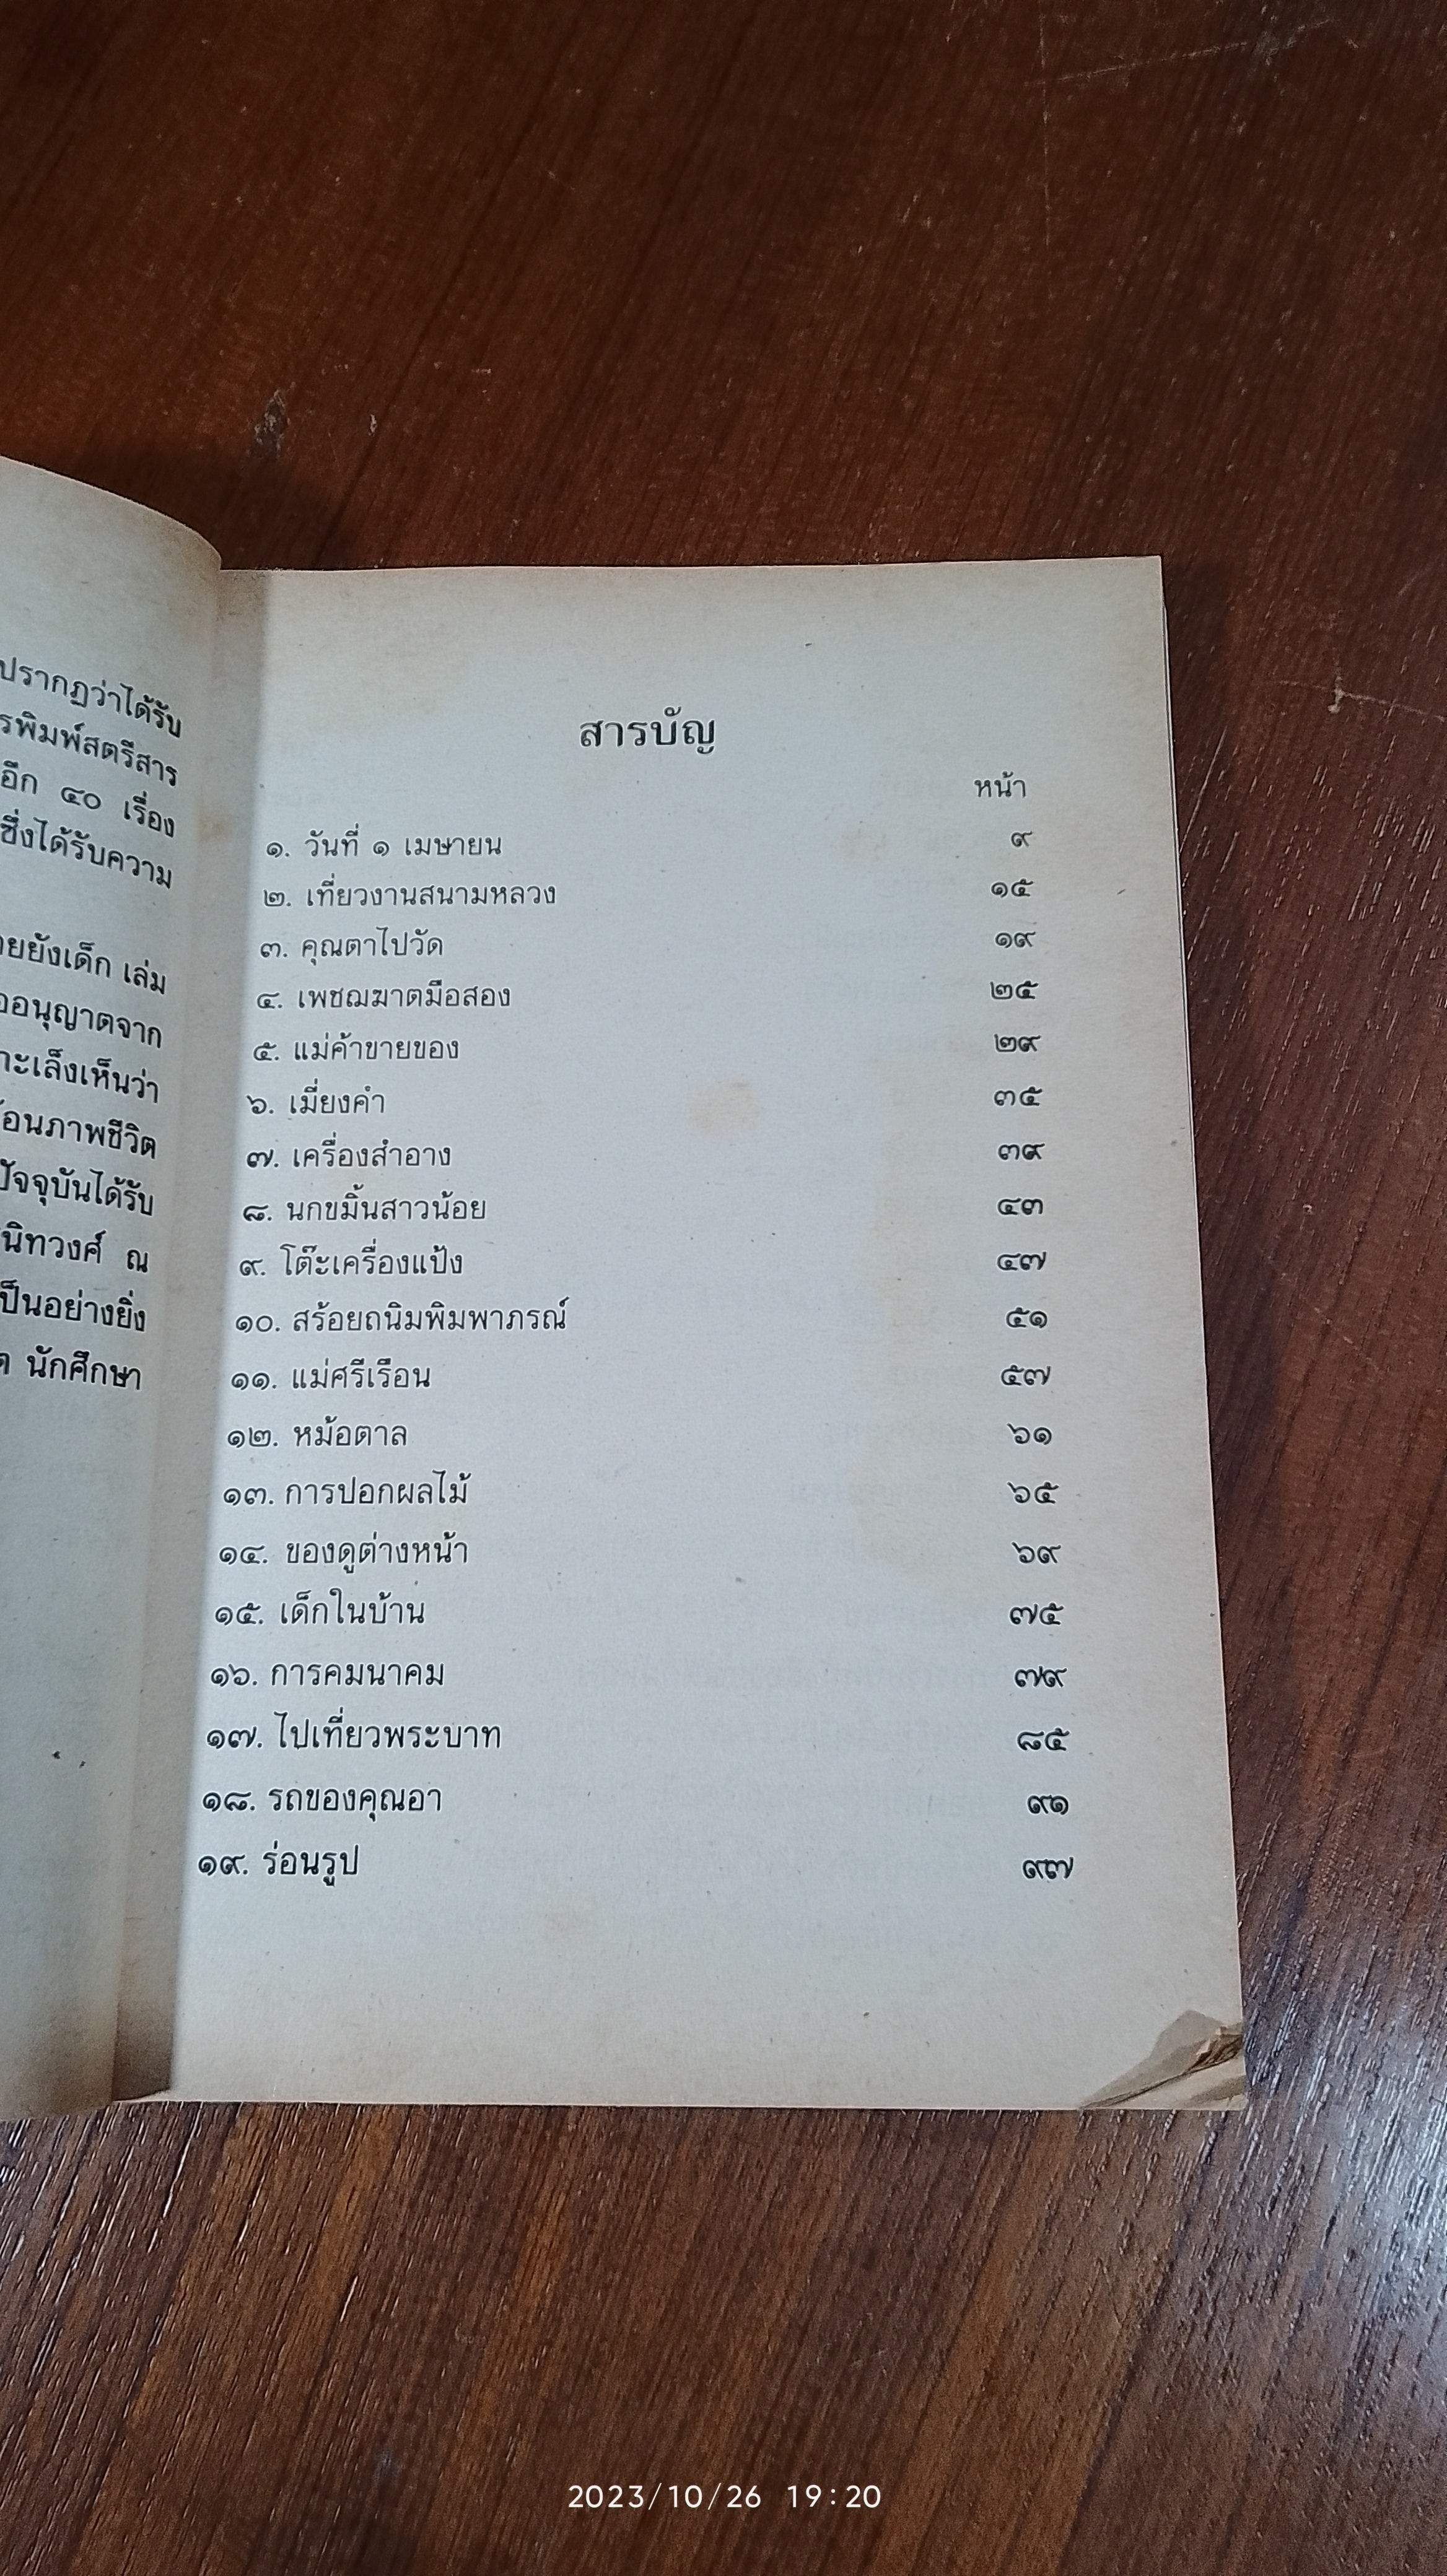 ปรากฏว่าได้รับ
รพิมพ์สตรีสาร
อีก ๔๐ เรื่อง
ซึ่งได้รับความ
ยยังเด็ก เล่ม
ออนุญาตจาก
าะเล็งเห็นว่า
้อนภาพชีวิต
ปัจจุบันได้รับ
นิทวงศ์ ณ
ป็นอย่างยิ่ง
นักศึกษา
สารบัญ
หน้า
๑. วันที่ ๑ เมษายน ๙
๒. เที่ยวงานสนามหลวง ๑๕
๓. คุณตาไปวัด ๑๙
๔. เพชฌฆาตมือสอง ๒๕
๕. แม่ค้าขายของ ๒๙
๖. เมี่ยงคำ ๓๕
๗. เครื่องสำอาง ๓๙
๘. นกขมิ้นสาวน้อย ๔๓
๙. โต๊ะเครื่องแป้ง ๔๗
๑๐. สร้อยถนิมพิมพาภรณ์ ๕๑
๑๑. แม่ศรีเรือน ๕๗
๑๒. หม้อตาล ๖๑
๑๓. การปอกผลไม้ ๖๕
๑๔. ของดูต่างหน้า ๖๙
๑๕. เด็กในบ้าน ๗๕
๑๖. การคมนาคม ๗๙
๑๗. ไปเที่ยวพระบาท ๘๕
๑๘. รถของคุณอา ๙๑
๑๙. ร่อนรูป ๙๗
2023/10/26 19:20